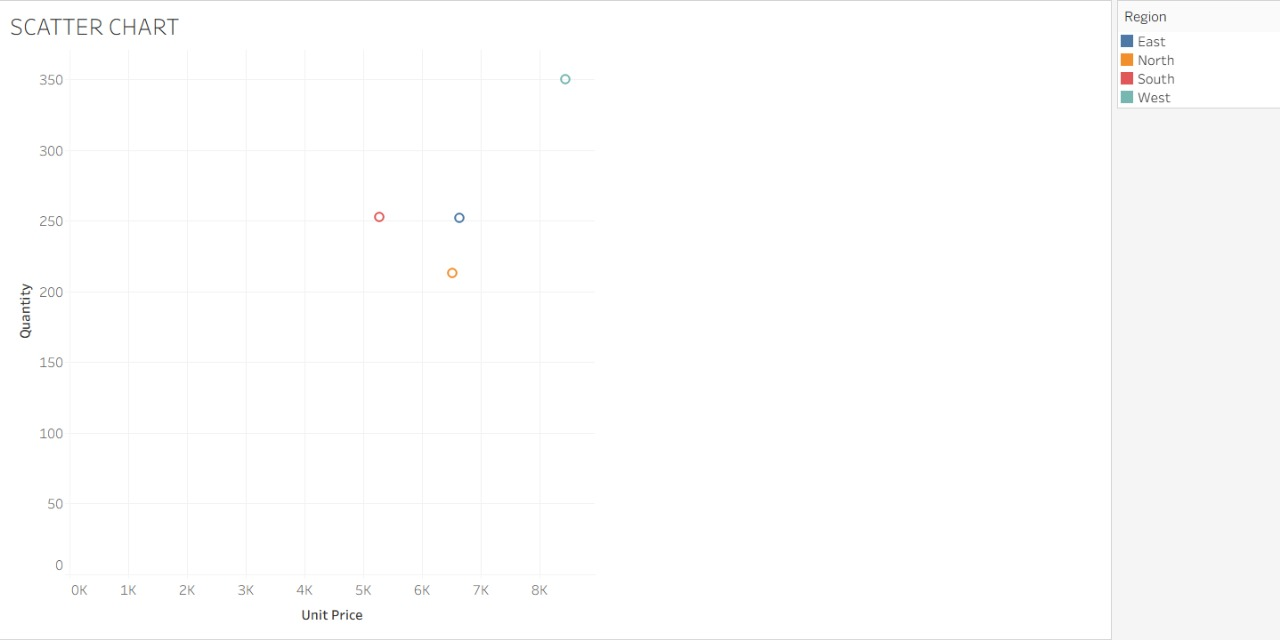 SCATTER CHART
Region
East
North
South
West
350
300
250
200
150
100
50
0
Quantity
0K 1K 2K 3K 4K 5K 6K 7K 8K
Unit Price